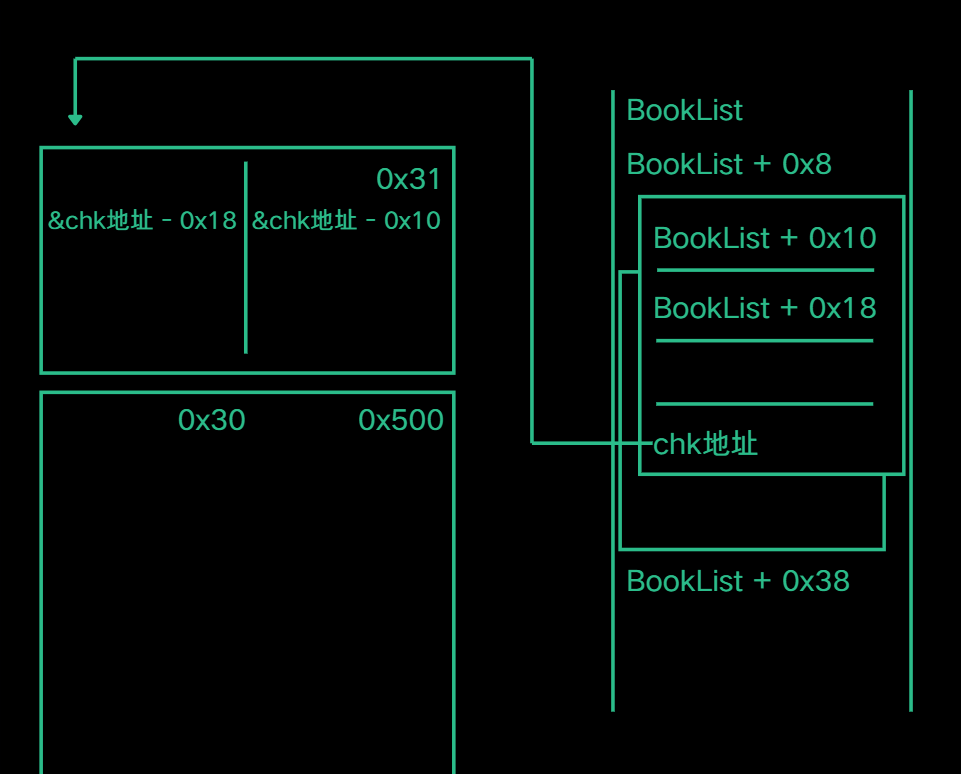 0x31
&chk地址 - 0x18
&chk地址 - 0x10
0x30
0x500
BookList
BookList + 0x8
BookList + 0x10
BookList + 0x18
chk地址
BookList + 0x38